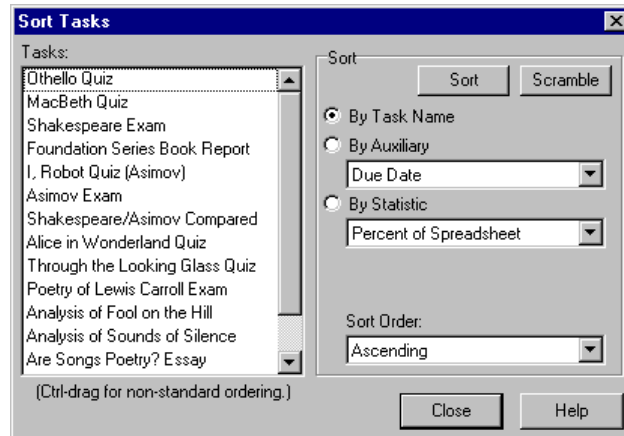 Sort Tasks
Tasks:
Othello Quiz
MacBeth Quiz
Shakespeare Exam
Foundation Series Book Report
I, Robot Quiz (Asimov)
Asimov Exam
Shakespeare/Asimov Compared
Alice in Wonderland Quiz
Through the Looking Glass Quiz
Poetry of Lewis Carroll Exam
Analysis of Fool on the Hill
Analysis of Sounds of Silence
Are Songs Poetry? Essay
(Ctrl-drag for non-standard ordering.)
Sort
Sort Scramble
By Task Name
By Auxiliary
Due Date
By Statistic
Percent of Spreadsheet
Sort Order:
Ascending
Close Help